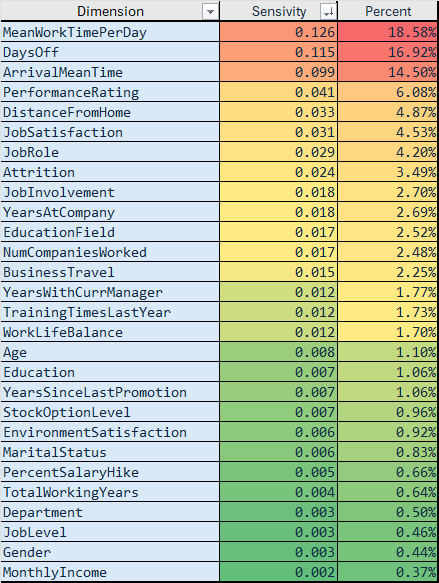 Dimension Sensivity Percent
MeanWorkTimePerDay 0.126 18.58%
DaysOff 0.115 16.92%
ArrivalMeanTime 0.099 14.50%
PerformanceRating 0.041 6.08%
DistanceFromHome 0.033 4.87%
JobSatisfaction 0.031 4.53%
JobRole 0.029 4.20%
Attrition 0.024 3.49%
JobInvolvement 0.018 2.70%
YearsAtCompany 0.018 2.69%
EducationField 0.017 2.52%
NumCompaniesWorked 0.017 2.48%
BusinessTravel 0.015 2.25%
YearsWithCurrManager 0.012 1.77%
TrainingTimesLastYear 0.012 1.73%
WorkLifeBalance 0.012 1.70%
Age 0.008 1.10%
Education 0.007 1.06%
YearsSinceLastPromotion 0.007 1.06%
StockOptionLevel 0.007 0.96%
EnvironmentSatisfaction 0.006 0.92%
MaritalStatus 0.006 0.83%
PercentSalaryHike 0.005 0.66%
TotalWorkingYears 0.004 0.64%
Department 0.003 0.50%
JobLevel 0.003 0.46%
Gender 0.003 0.44%
MonthlyIncome 0.002 0.37%